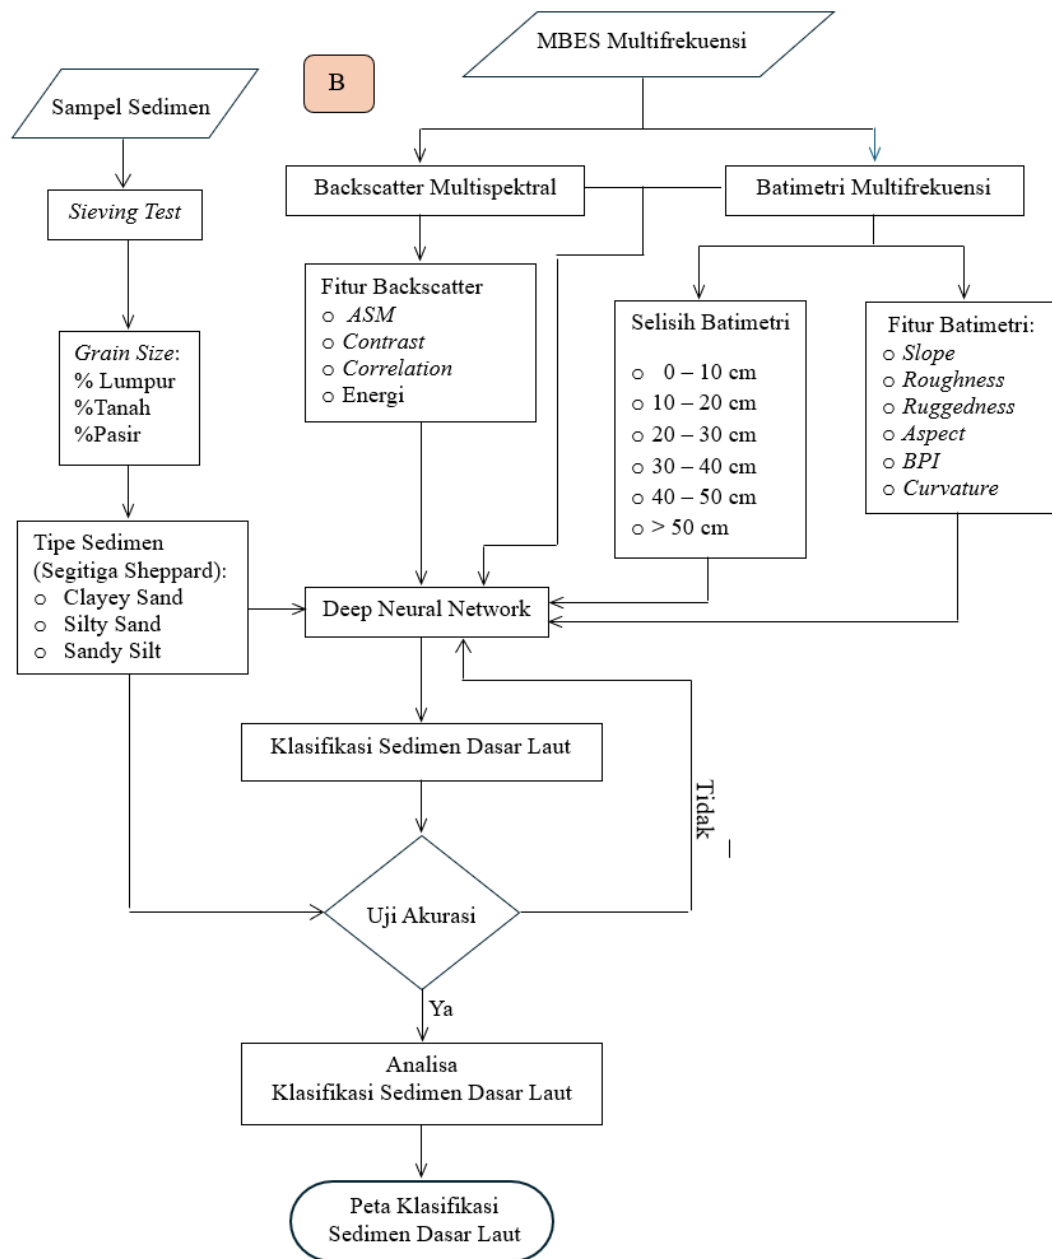 MBES Multifrekuensi
B
Sampel Sedimen
Backscatter Multispektral
Batimetri Multifrekuensi
Sieving Test
Fitur Backscatter
○ ASM
○ Contrast
○ Correlation
○ Energi
Selisih Batimetri
○ 0 – 10 cm
○ 10 – 20 cm
○ 20 – 30 cm
○ 30 – 40 cm
○ 40 – 50 cm
○ > 50 cm
Fitur Batimetri:
○ Slope
○ Roughness
○ Ruggedness
○ Aspect
○ BPI
○ Curvature
Grain Size:
% Lumpur
%Tanah
%Pasir
Tipe Sedimen
(Segitiga Sheppard):
○ Clayey Sand
○ Silty Sand
○ Sandy Silt
Deep Neural Network
Klasifikasi Sedimen Dasar Laut
Tidak
Uji Akurasi
Ya
Analisa
Klasifikasi Sedimen Dasar Laut
Peta Klasifikasi
Sedimen Dasar Laut